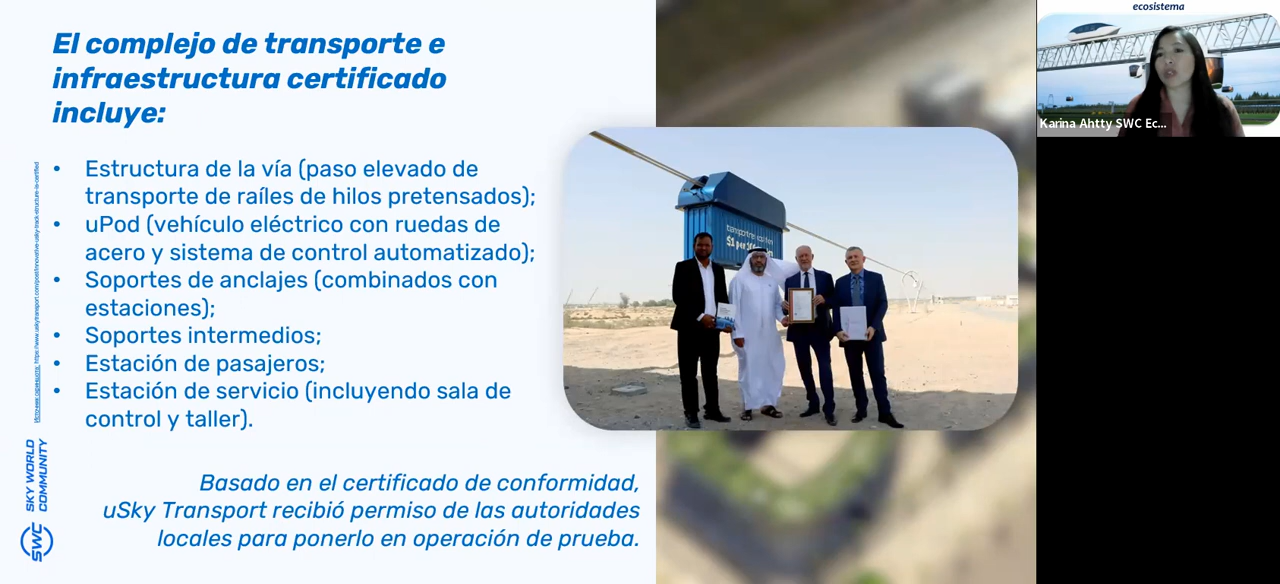 El complejo de transporte e
infraestructura certificado
incluye:
• Estructura de la vía (paso elevado de
transporte de raíles de hilos pretensados);
• uPod (vehículo eléctrico con ruedas de
acero y sistema de control automatizado);
• Soportes de anclajes (combinados con
estaciones);
• Soportes intermedios;
• Estación de pasajeros;
• Estación de servicio (incluyendo sala de
control y taller).
Basado en el certificado de conformidad,
uSky Transport recibió permiso de las autoridades
locales para ponerlo en operación de prueba.
SWC SKY WORLD
COMMUNITY
ecosistema
Karina Ahtty SWC Ec...